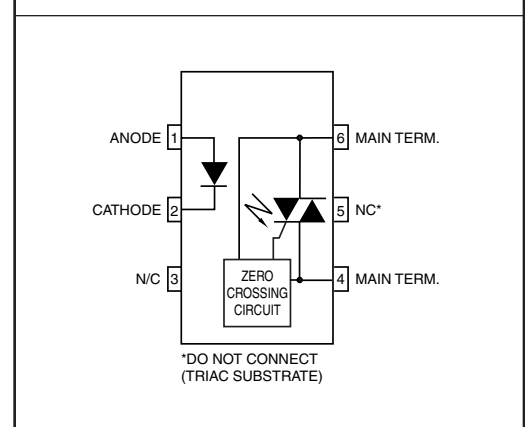 ANODE 1
6 MAIN TERM.
CATHODE 2
5 NC*
N/C 3
ZERO
CROSSING
CIRCUIT
4 MAIN TERM.
*DO NOT CONNECT
(TRIAC SUBSTRATE)